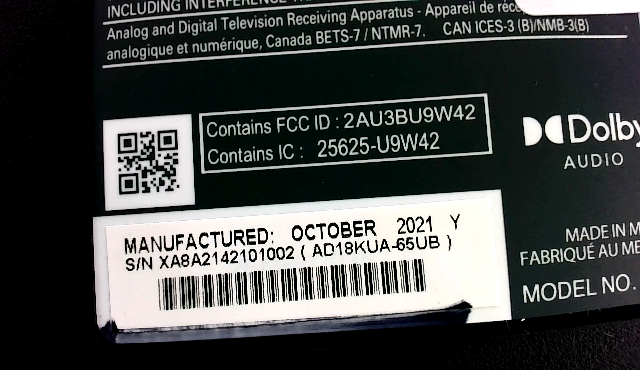 INCLUDING INTERFERENCE
Analog and Digital Television Receiving Apparatus - Appareil de
analogique et numérique, Canada BETS-7 / NTMR-7. CAN ICES-3 (B)/NMB-3(B)
Contains FCC ID : 2AU3BU9W42
Contains IC : 25625-U9W42
Dolby
AUDIO
MANUFACTURED: OCTOBER 2021 Y
S/N XA8A2142101002 ( AD18KUA-65UB )
MADE IN
FABRIQUÉ AU
MODEL NO.